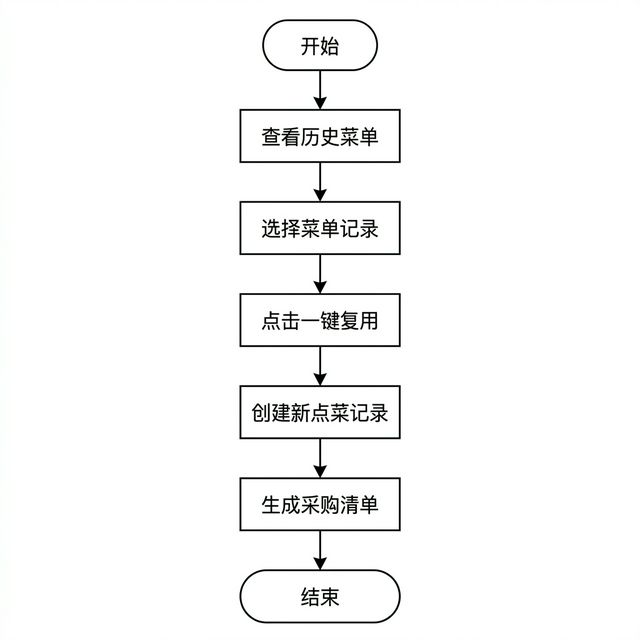 开始
查看历史菜单
选择菜单记录
点击一键复用
创建新点菜记录
生成采购清单
结束